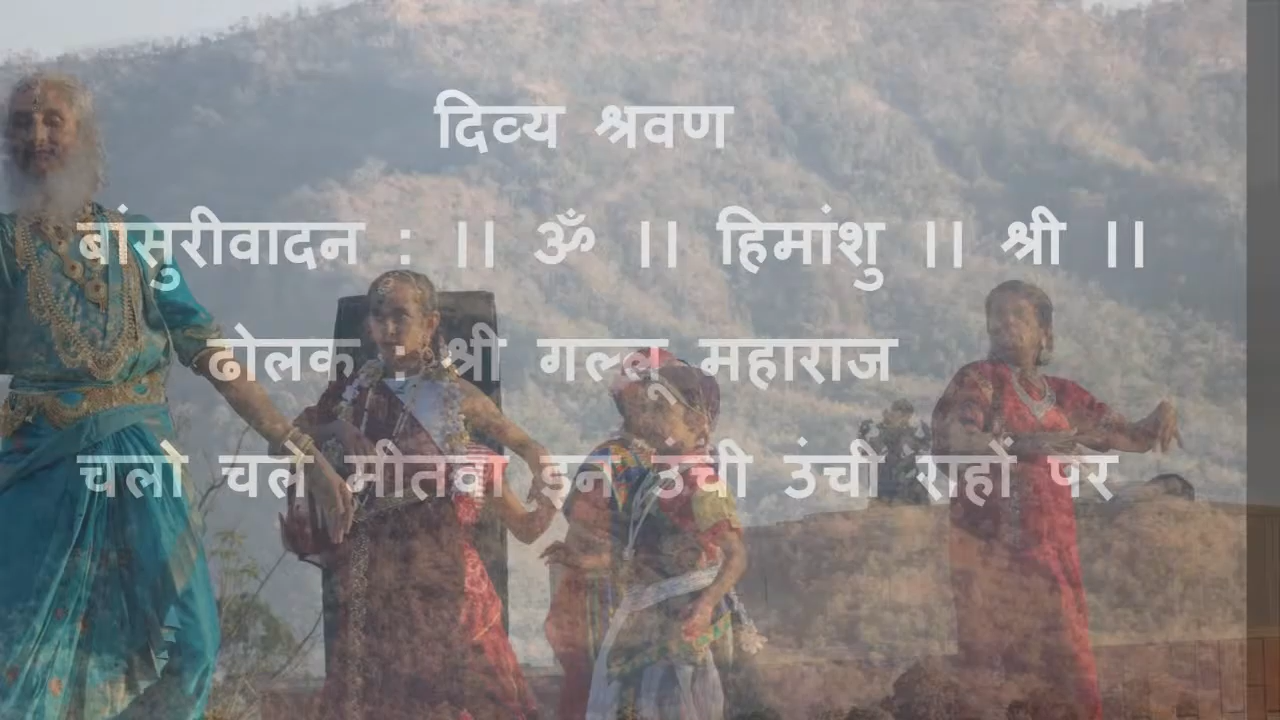 दिव्य श्रवण
बांसुरीवादन : || ॐ || हिमांशु || श्री ||
ढोलक : श्री गल्लू महाराज
चलो चल मीतवा इन उंची उंची राहों पर